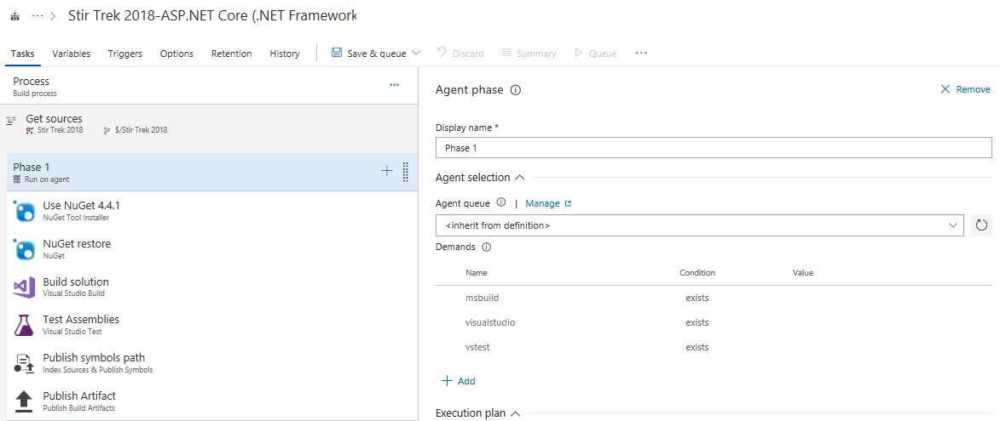 Stir Trek 2018-ASP.NET Core (.NET Framework
Tasks Variables Triggers Options Retention History Save & queue Discard Summary Queue ...
Process
Build process
Get sources
Stir Trek 2018 $/Stir Trek 2018
Phase 1
Run on agent
Use NuGet 4.4.1
NuGet Tool Installer
NuGet restore
NuGet
Build solution
Visual Studio Build
Test Assemblies
Visual Studio Test
Publish symbols path
Index Sources & Publish Symbols
Publish Artifact
Publish Build Artifacts
Agent phase Remove
Display name *
Phase 1
Agent selection
Agent queue | Manage
<inherit from definition>
Demands
Name Condition Value
msbuild exists
visualstudio exists
vstest exists
+ Add
Execution plan